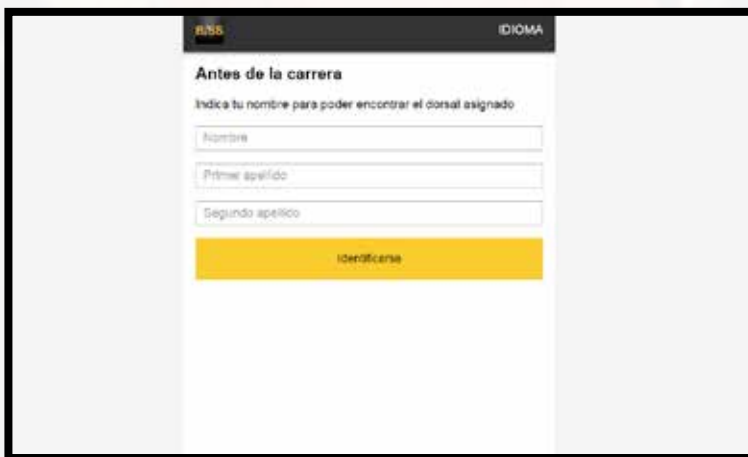 B/SS
IDIOMA
Antes de la carrera
Indica tu nombre para poder encontrar el dorsal asignado
Nombre
Primer apellido
Segundo apellido
Identificarse